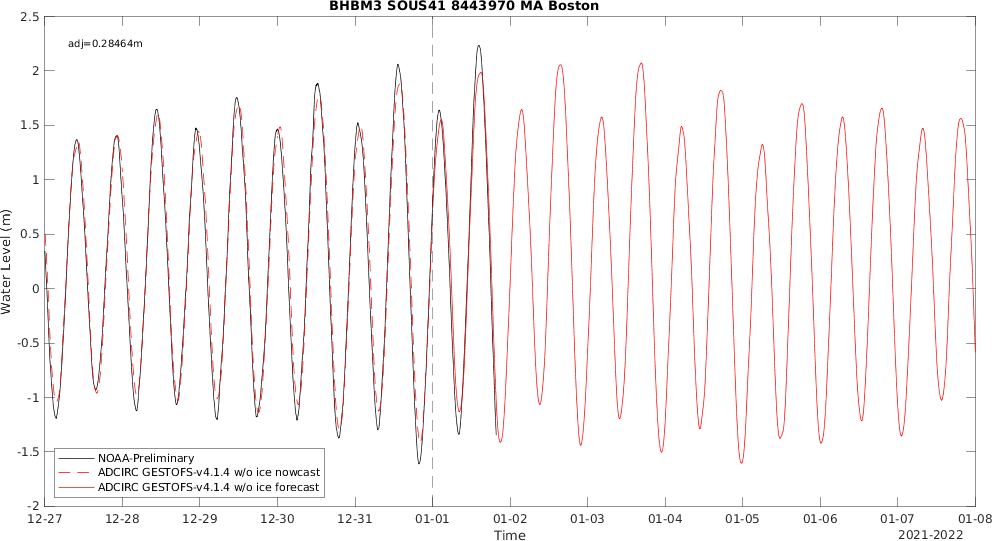 BHBM3 SOUS41 8443970 MA Boston
adj=0.28464m
2.5
2
1.5
1
0.5
0
-0.5
-1
-1.5
-2
Water Level (m)
NOAA-Preliminary
ADCIRC GESTOFS-v4.1.4 w/o ice nowcast
ADCIRC GESTOFS-v4.1.4 w/o ice forecast
12-27 12-28 12-29 12-30 12-31 01-01 01-02 01-03 01-04 01-05 01-06 01-07 01-08
Time
2021-2022